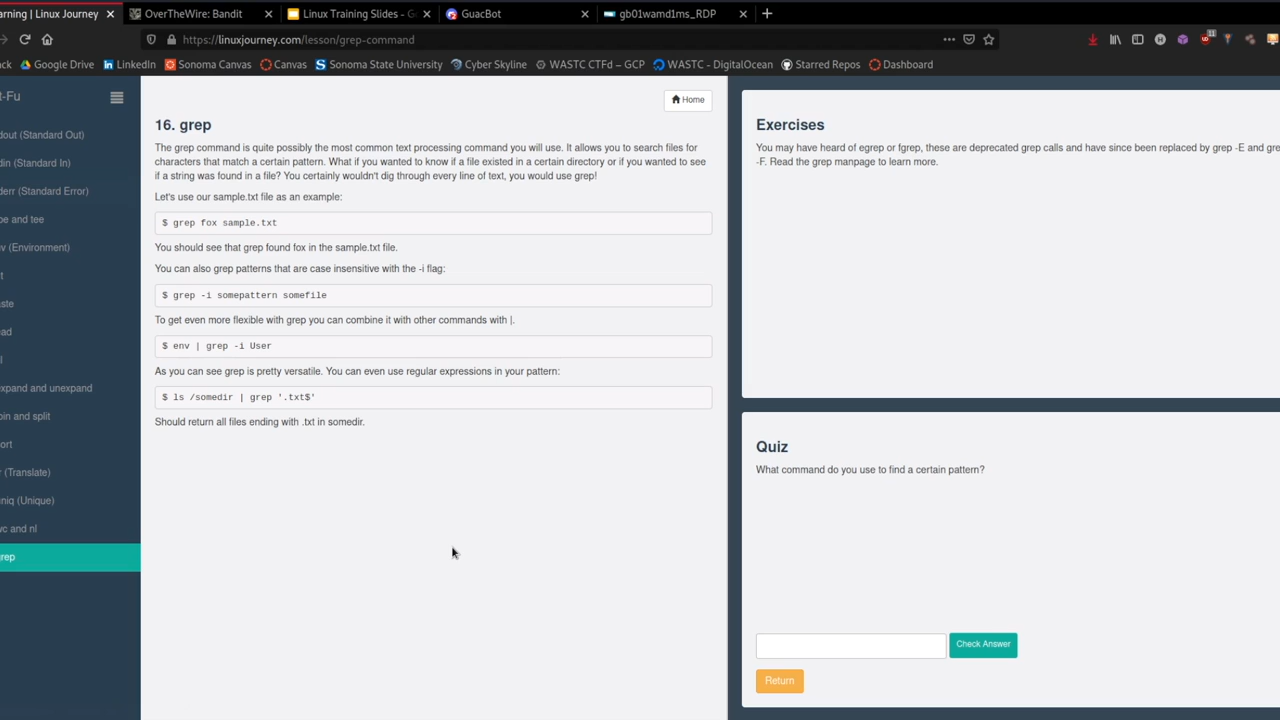 arning | Linux Journey
OverTheWire: Bandit
Linux Training Slides - G
GuacBot
gb01wamd1ms_RDP
https://linuxjourney.com/lesson/grep-command
11
ack
Google Drive
LinkedIn
Sonoma Canvas
Canvas
Sonoma State University
Cyber Skyline
WASTC CTFd – GCP
WASTC - DigitalOcean
Starred Repos
Dashboard
t-Fu
dout (Standard Out)
din (Standard In)
derr (Standard Error)
pe and tee
nv (Environment)
t
aste
ead
l
xpand and unexpand
oin and split
ort
r (Translate)
niq (Unique)
wc and nl
grep
Home
16. grep
The grep command is quite possibly the most common text processing command you will use. It allows you to search files for
characters that match a certain pattern. What if you wanted to know if a file existed in a certain directory or if you wanted to see
if a string was found in a file? You certainly wouldn't dig through every line of text, you would use grep!
Let's use our sample.txt file as an example:
$ grep fox sample.txt
You should see that grep found fox in the sample.txt file.
You can also grep patterns that are case insensitive with the -i flag:
$ grep -i somepattern somefile
To get even more flexible with grep you can combine it with other commands with |.
$ env | grep -i User
As you can see grep is pretty versatile. You can even use regular expressions in your pattern:
$ ls /somedir | grep '.txt$'
Should return all files ending with .txt in somedir.
Exercises
You may have heard of egrep or fgrep, these are deprecated grep calls and have since been replaced by grep -E and gre
-F. Read the grep manpage to learn more.
Quiz
What command do you use to find a certain pattern?
Check Answer
Return